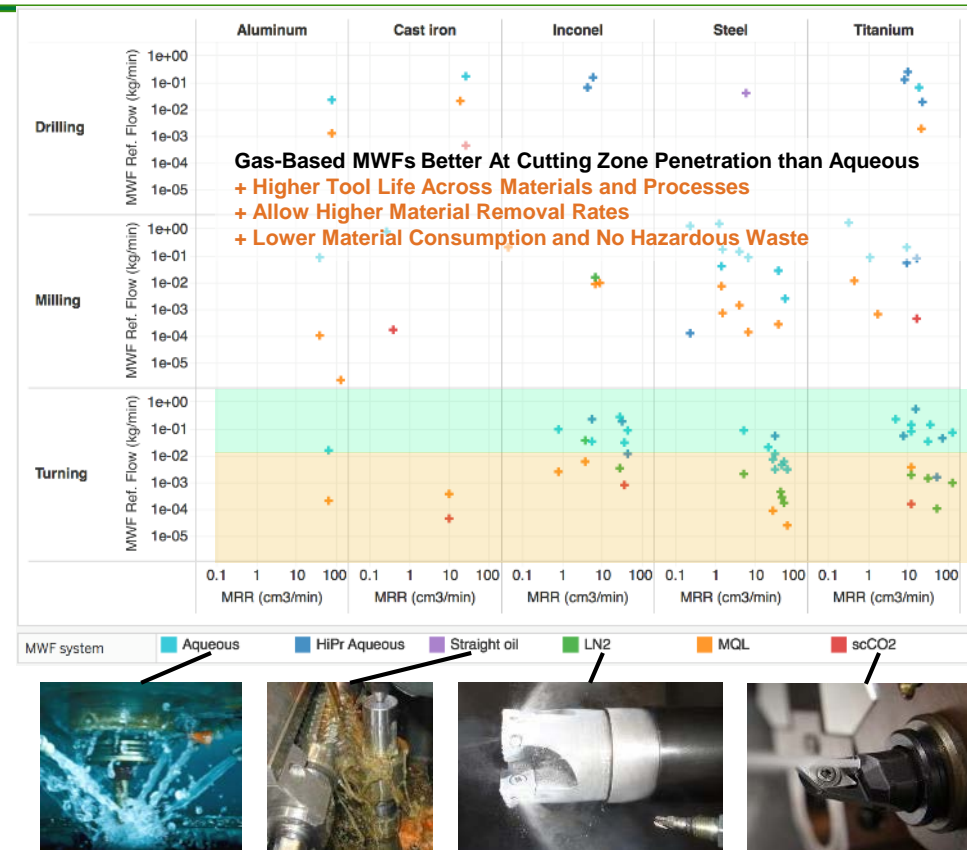 Aluminum Cast iron Inconel Steel Titanium
Drilling
MWF Ref. Flow (kg/min)
1e+00
1e-01
1e-02
1e-03
1e-04
1e-05
Gas-Based MWFs Better At Cutting Zone Penetration than Aqueous
+ Higher Tool Life Across Materials and Processes
+ Allow Higher Material Removal Rates
+ Lower Material Consumption and No Hazardous Waste
Milling
MWF Ref. Flow (kg/min)
1e+00
1e-01
1e-02
1e-03
1e-04
1e-05
Turning
MWF Ref. Flow (kg/min)
1e+00
1e-01
1e-02
1e-03
1e-04
1e-05
0.1 1 10 100 0.1 1 10 100 0.1 1 10 100 0.1 1 10 100 0.1 1 10 100
MRR (cm3/min) MRR (cm3/min) MRR (cm3/min) MRR (cm3/min) MRR (cm3/min)
MWF system Aqueous HiPr Aqueous Straight oil LN2 MQL scCO2